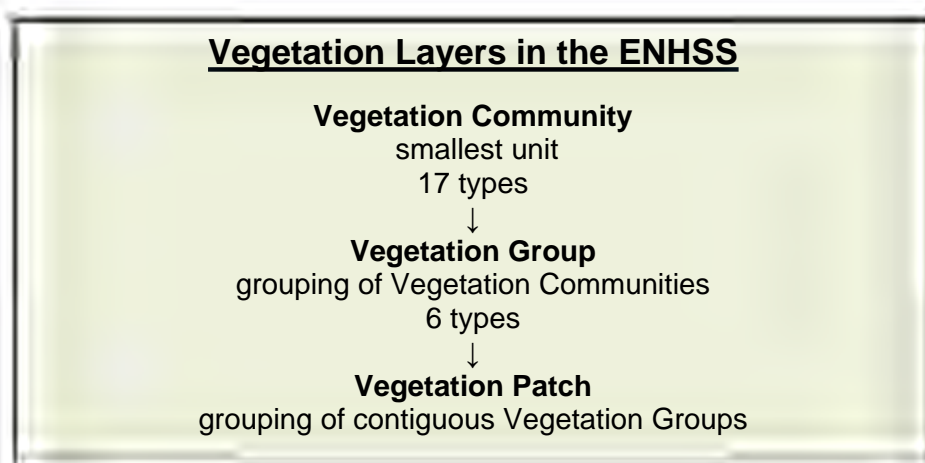 Vegetation Layers in the ENHSS
Vegetation Community
smallest unit
17 types
↓
Vegetation Group
grouping of Vegetation Communities
6 types
↓
Vegetation Patch
grouping of contiguous Vegetation Groups